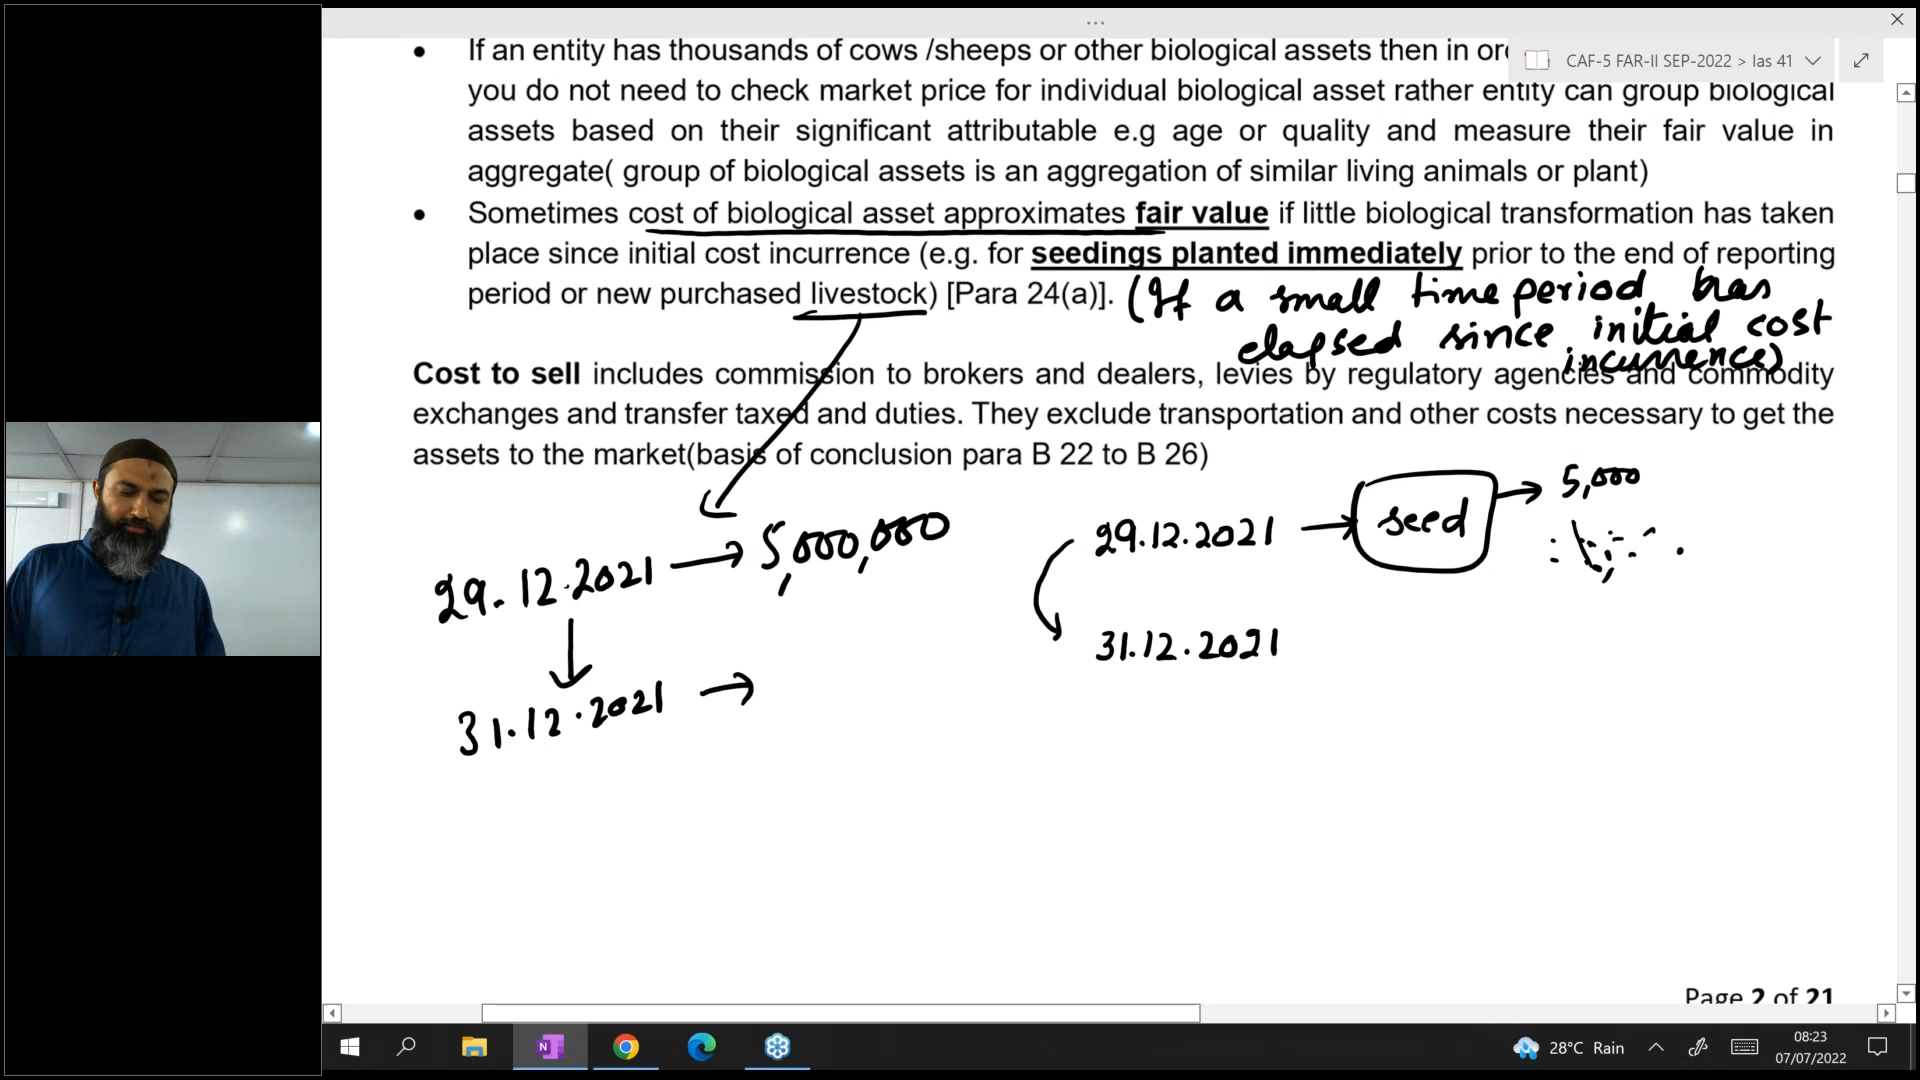 ...
CAF-5 FAR-II SEP-2022 > Ias 41
• If an entity has thousands of cows /sheeps or other biological assets then in
you do not need to check market price for individual biological asset rather entity can group biological
assets based on their significant attributable e.g age or quality and measure their fair value in
aggregate( group of biological assets is an aggregation of similar living animals or plant)
• Sometimes cost of biological asset approximates fair value if little biological transformation has taken
place since initial cost incurrence (e.g. for seedings planted immediately prior to the end of reporting
period or new purchased livestock) [Para 24(a)]. (If a small time period has
elapsed since initial cost
incurrence)
Cost to sell includes commission to brokers and dealers, levies by regulatory agencies and commodity
exchanges and transfer taxed and duties. They exclude transportation and other costs necessary to get the
assets to the market(basis of conclusion para B 22 to B 26)
29.12.2021 → 5,000,000
31.12.2021 →
29.12.2021 → seed → 5,000
31.12.2021
Page 2 of 21
28°C Rain
08:23
07/07/2022